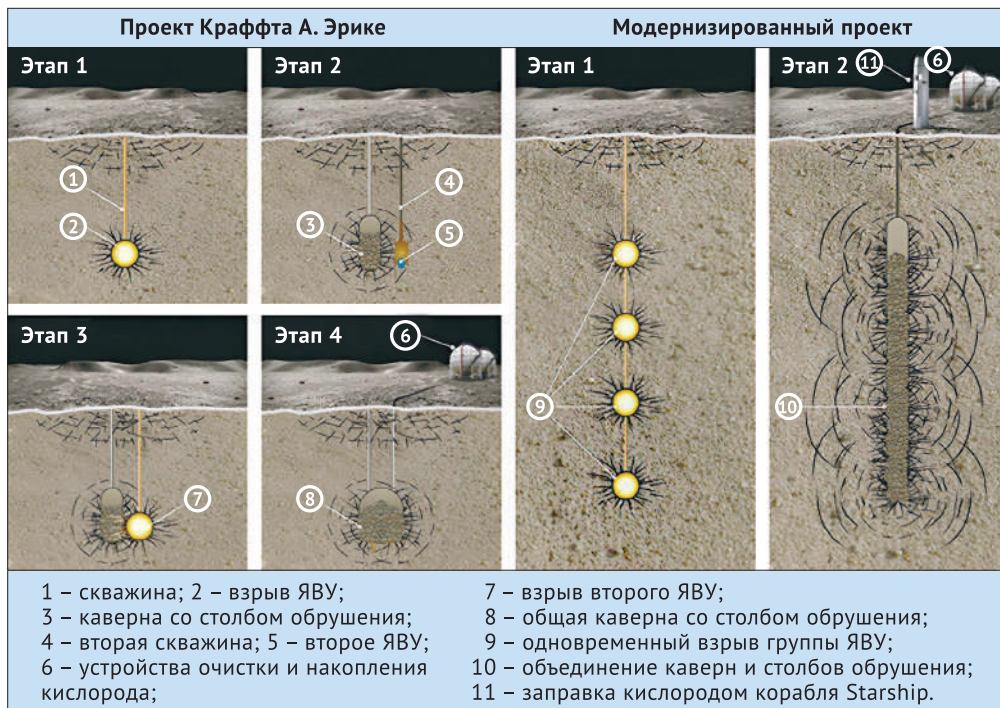 Проект Краффта А. Эрике
Модернизированный проект
Этап 1
1
2
Этап 2
3
4
5
Этап 3
7
Этап 4
6
8
Этап 1
9
Этап 2
11
6
10
1 – скважина; 2 – взрыв ЯВУ;
3 – каверна со столбом обрушения;
4 – вторая скважина; 5 – второе ЯВУ;
6 – устройства очистки и накопления
кислорода;
7 – взрыв второго ЯВУ;
8 – общая каверна со столбом обрушения;
9 – одновременный взрыв группы ЯВУ;
10 – объединение каверн и столбов обрушения;
11 – заправка кислородом корабля Starship.